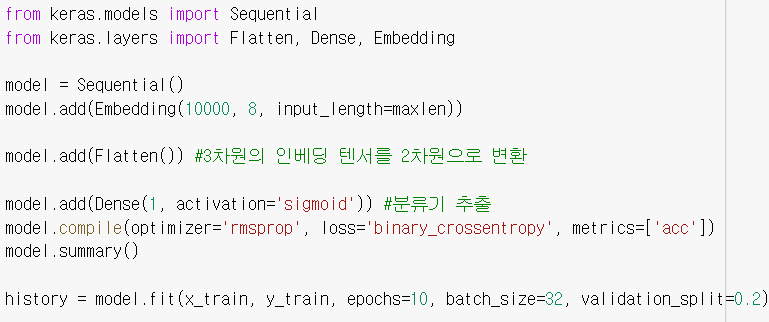 from keras.models import Sequential
from keras.layers import Flatten, Dense, Embedding
model = Sequential()
model.add(Embedding(10000, 8, input_length=maxlen))
model.add(Flatten()) #3차원의 인베딩 텐서를 2차원으로 변환
model.add(Dense(1, activation='sigmoid')) #분류기 추출
model.compile(optimizer='rmsprop', loss='binary_crossentropy', metrics=['acc'])
model.summary()
history = model.fit(x_train, y_train, epochs=10, batch_size=32, validation_split=0.2)